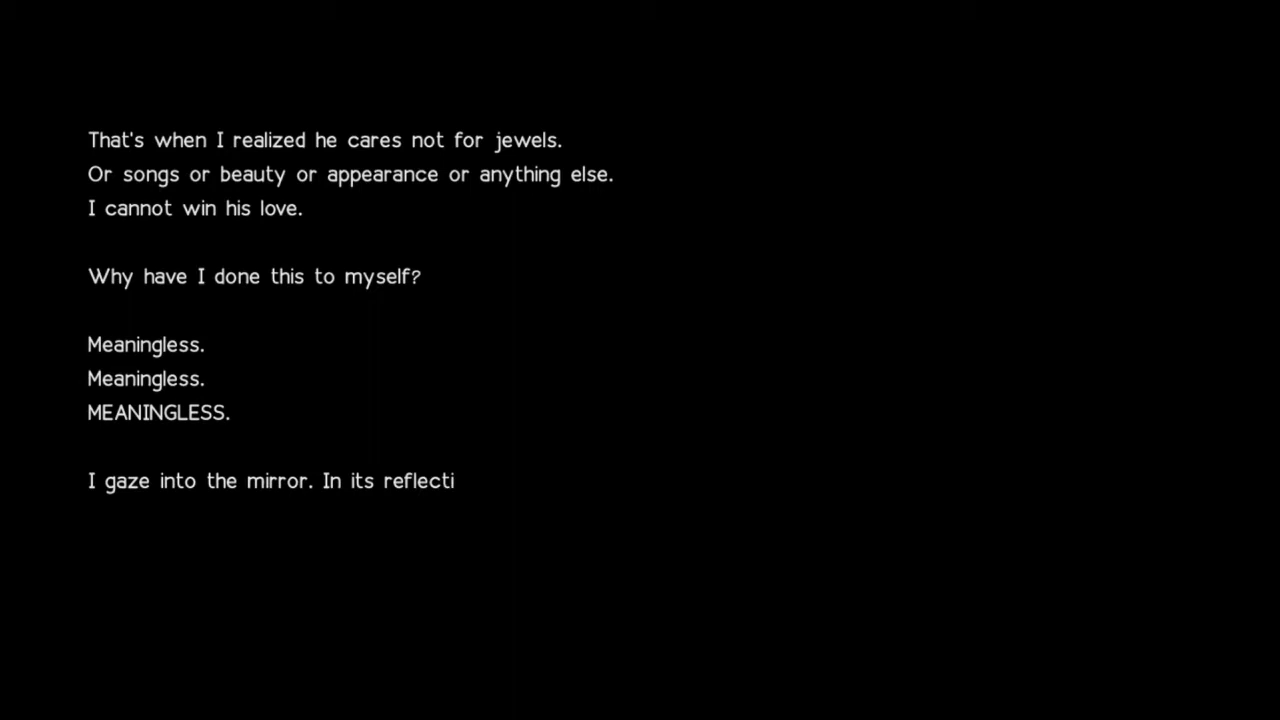 That's when I realized he cares not for jewels.
Or songs or beauty or appearance or anything else.
I cannot win his love.
Why have I done this to myself?
Meaningless.
Meaningless.
MEANINGLESS.
I gaze into the mirror. In its reflecti